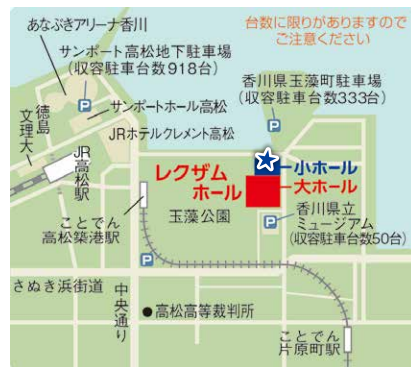 あなぶきアリーナ香川
台数に限りがありますので
ご注意ください
サンポート高松地下駐車場
(収容駐車台数918台)
香川県玉藻町駐車場
(収容駐車台数333台)
P
P
サンポートホール高松
徳島
文理大
JRホテルクレメント高松
JR
高松駅
レクザム
ホール
小ホール
大ホール
玉藻公園
P
香川県立
ミュージアム
(収容駐車台数50台)
ことでん
高松築港駅
P
さぬき浜街道
中央通り
●高松高等裁判所
ことでん
片原町駅